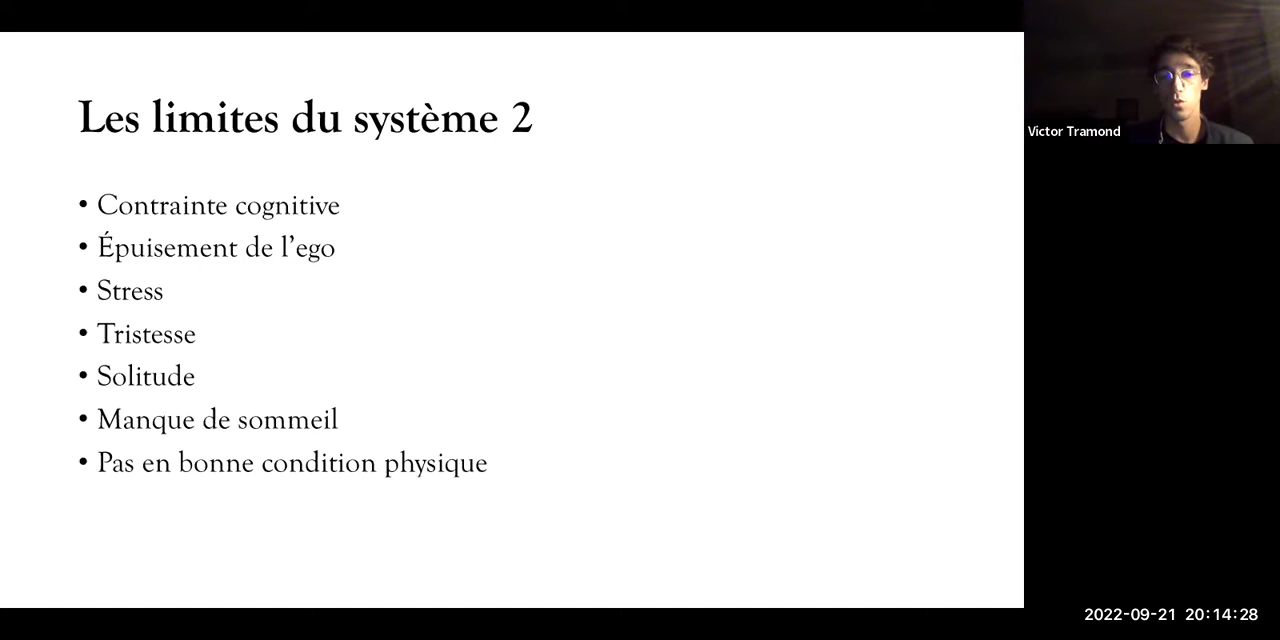 Les limites du système 2
• Contrainte cognitive
• Épuisement de l’ego
• Stress
• Tristesse
• Solitude
• Manque de sommeil
• Pas en bonne condition physique
Victor Tramond
2022-09-21 20:14:28